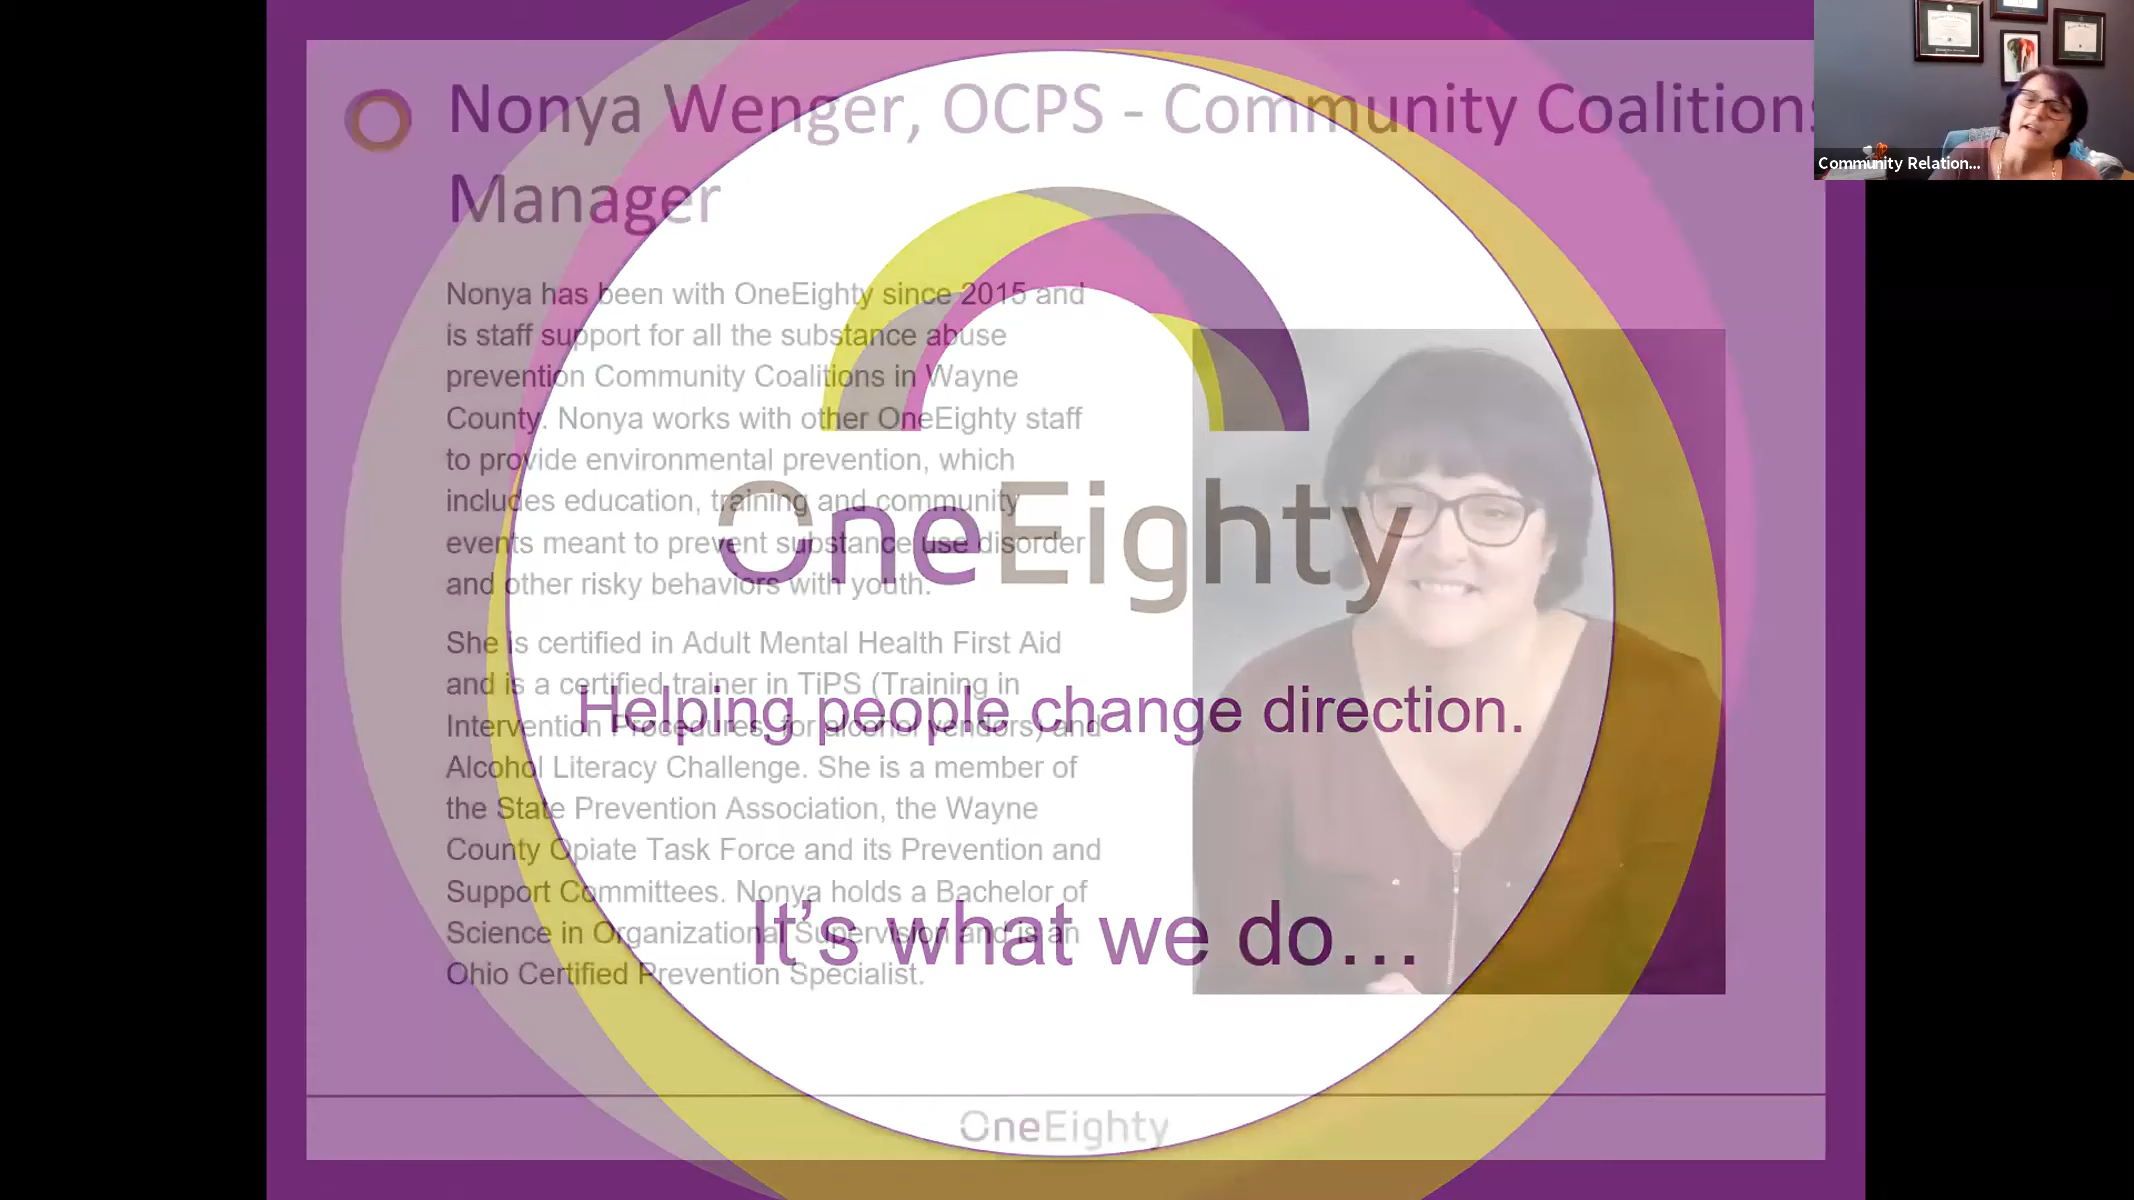 Nonya Wenger, OCPS - Community Coalitions
Manager
Community Relation...
Nonya has been with OneEighty since 2015 and
is staff support for all the substance abuse
prevention Community Coalitions in Wayne
County. Nonya works with other OneEighty staff
to provide environmental prevention, which
includes education, training and community
events meant to prevent substance use disorder
and other risky behaviors with youth.
She is certified in Adult Mental Health First Aid
and is a certified trainer in TiPS (Training in
Intervention Procedures for alcohol vendors) and
Alcohol Literacy Challenge. She is a member of
the State Prevention Association, the Wayne
County Opiate Task Force and its Prevention and
Support Committees. Nonya holds a Bachelor of
Science in Organizational Supervision and is an
Ohio Certified Prevention Specialist.
OneEighty
Helping people change direction.
It's what we do...
OneEighty